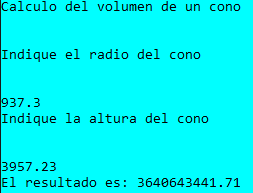 Calculo del volumen de un cono
Indique el radio del cono
937.3
Indique la altura del cono
3957.23
El resultado es: 3640643441.71